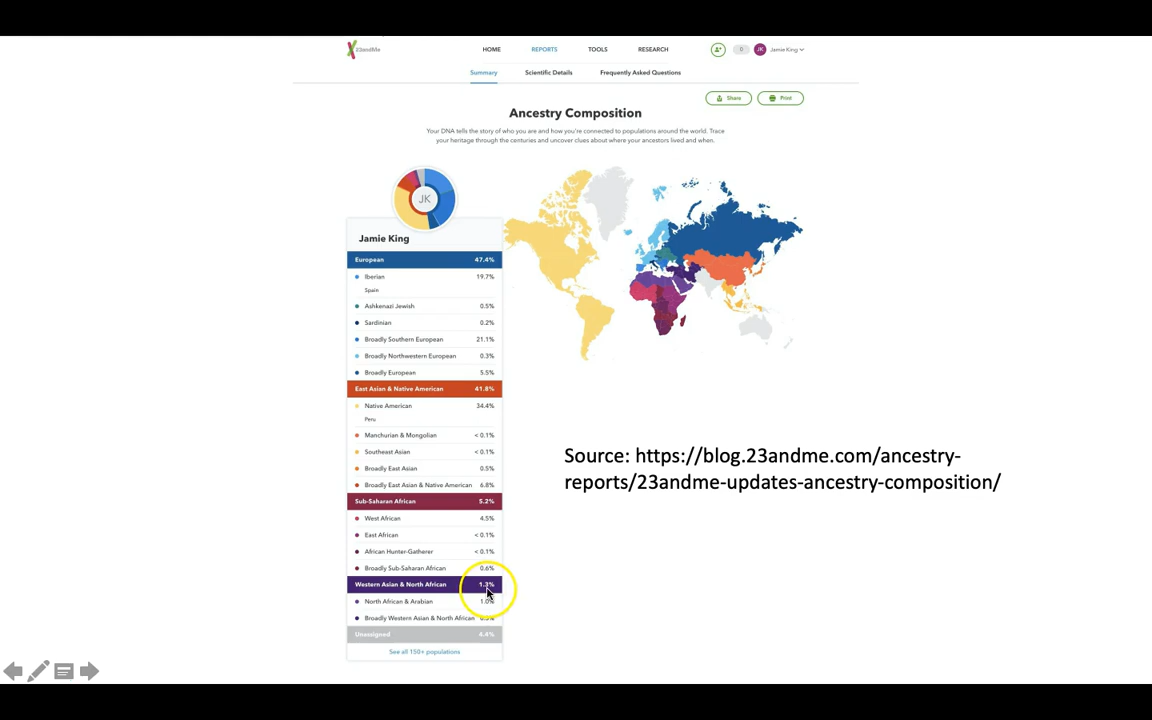 23andMe
HOME
REPORTS
TOOLS
RESEARCH
0
JK
Jamie King
Summary
Scientific Details
Frequently Asked Questions
Share
Print
Ancestry Composition
Your DNA tells the story of who you are and how you're connected to populations around the world. Trace
your heritage through the centuries and uncover clues about where your ancestors lived and when.
JK
Jamie King
European 47.4%
Iberian 19.7%
Spain
Ashkenazi Jewish 0.5%
Sardinian 0.2%
Broadly Southern European 21.1%
Broadly Northwestern European 0.3%
Broadly European 5.5%
East Asian & Native American 41.8%
Native American 34.4%
Peru
Manchurian & Mongolian < 0.1%
Southeast Asian < 0.1%
Broadly East Asian 0.5%
Broadly East Asian & Native American 6.8%
Sub-Saharan African 5.2%
West African 4.5%
East African < 0.1%
African Hunter-Gatherer < 0.1%
Broadly Sub-Saharan African 0.6%
Western Asian & North African 1.3%
North African & Arabian 1.0%
Broadly Western Asian & North African
Unassigned 4.4%
See all 150+ populations
Source: https://blog.23andme.com/ancestry-
reports/23andme-updates-ancestry-composition/